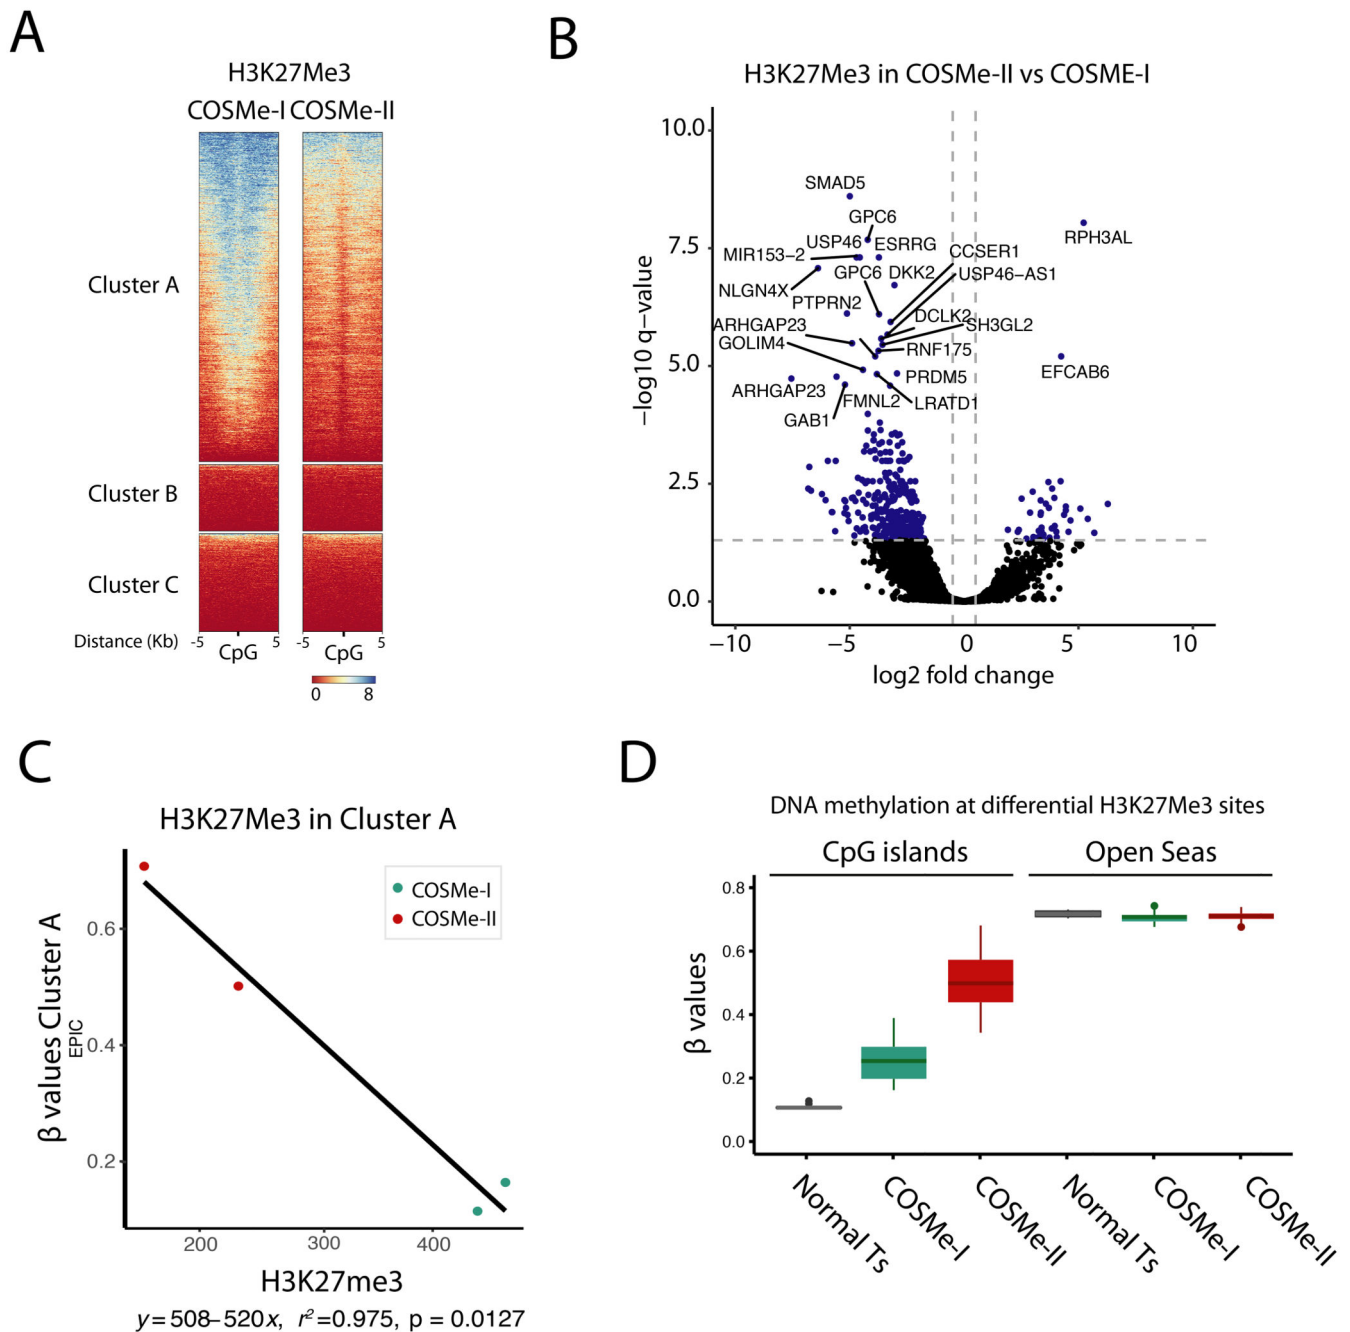 A
H3K27Me3
COSMe-I COSMe-II
Cluster A
Cluster B
Cluster C
Distance (Kb)
-5 5 -5 5
CpG CpG
0 8
B
H3K27Me3 in COSMe-II vs COSME-I
10.0
7.5
5.0
2.5
0.0
−log10 q−value
SMAD5
GPC6
RPH3AL
USP46
ESRRG
MIR153−2
CCSER1
GPC6
DKK2
USP46−AS1
NLGN4X
PTPRN2
DCLK2
ARHGAP23
SH3GL2
GOLIM4
RNF175
EFCAB6
PRDM5
ARHGAP23
FMNL2
LRATD1
GAB1
−10 −5 0 5 10
log2 fold change
C
H3K27Me3 in Cluster A
COSMe-I
COSMe-II
β values Cluster A
EPIC
0.6
0.4
0.2
200 300 400
H3K27me3
y = 508–520x, r² = 0.975, p = 0.0127
D
DNA methylation at differential H3K27Me3 sites
CpG islands Open Seas
β values
0.8
0.6
0.4
0.2
0.0
Normal Ts
COSMe-I
COSMe-II
Normal Ts
COSMe-I
COSMe-II